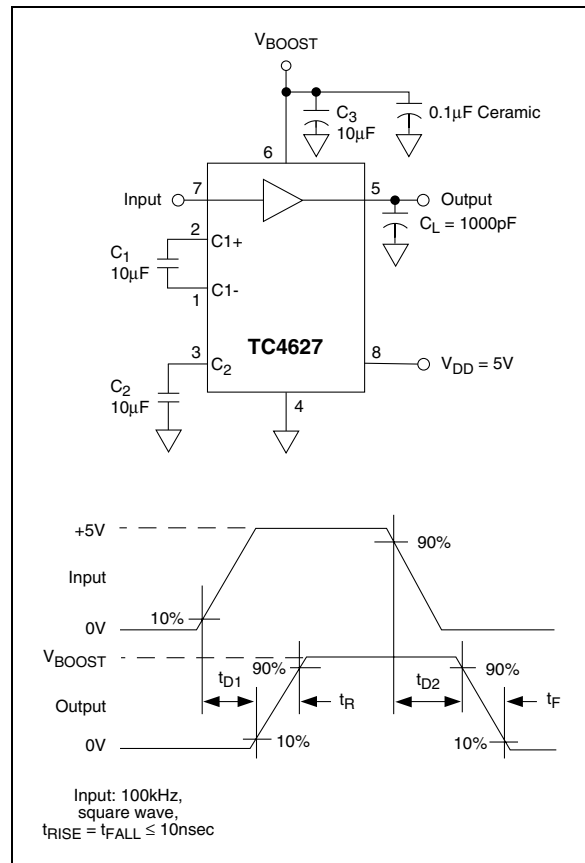 V_BOOST
C3
10µF
0.1µF Ceramic
6
Input
7
5
Output
CL = 1000pF
2
C1+
C1
10µF
1
C1-
TC4627
3
C2
8
VDD = 5V
C2
10µF
4
+5V
90%
Input
10%
0V
VBOOST
tD1
90%
tR
tD2
90%
tF
Output
10%
10%
0V
Input: 100kHz,
square wave,
tRISE = tFALL ≤ 10nsec